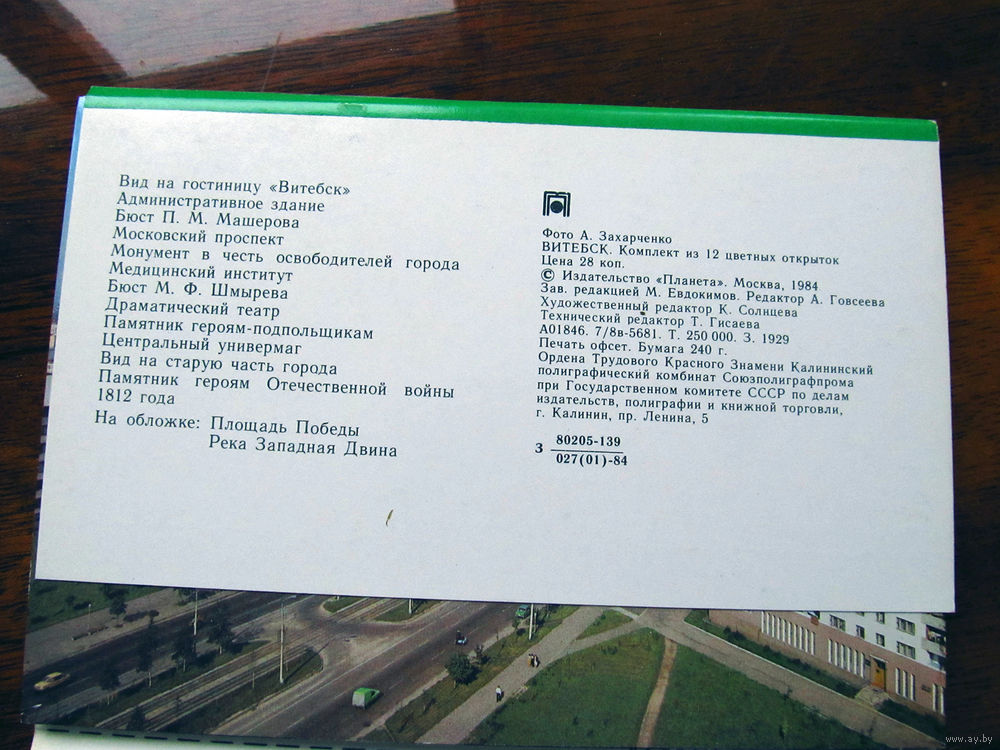 Вид на гостиницу «Витебск»
Административное здание
Бюст П. М. Машерова
Московский проспект
Монумент в честь освободителей города
Медицинский институт
Бюст М. Ф. Шмырева
Драматический театр
Памятник героям-подпольщикам
Центральный универмаг
Вид на старую часть города
Памятник героям Отечественной войны
1812 года
На обложке: Площадь Победы
Река Западная Двина
Фото А. Захарченко
ВИТЕБСК. Комплект из 12 цветных открыток
Цена 28 коп.
© Издательство «Планета». Москва, 1984
Зав. редакцией М. Евдокимов. Редактор А. Говсеева
Художественный редактор К. Солнцева
Технический редактор Т. Гисаева
А01846. 7/8в-5681. Т. 250 000. З. 1929
Печать офсет. Бумага 240 г.
Ордена Трудового Красного Знамени Калининский
полиграфический комбинат Союзполиграфпрома
при Государственном комитете СССР по делам
издательств, полиграфии и книжной торговли,
г. Калинин, пр. Ленина, 5
З 80205-139
027(01)-84
www.ay.by